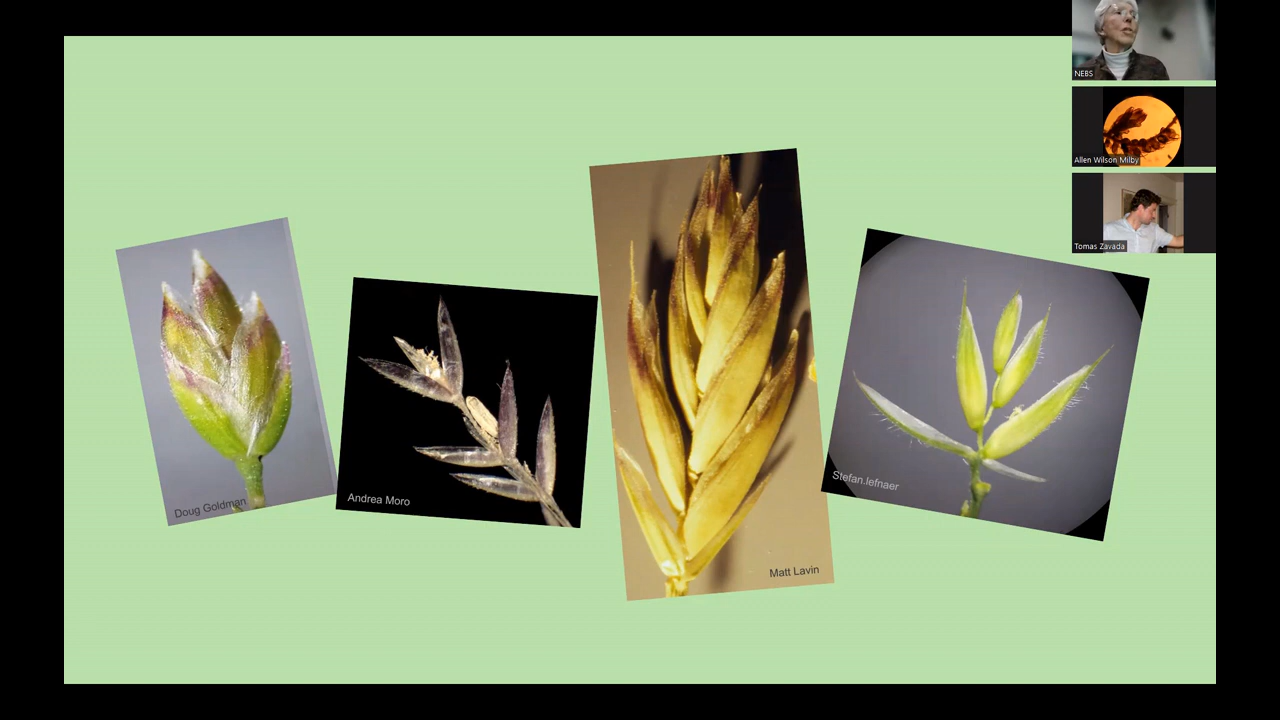 NEBS
Allen Wilson Milby
Tomas Zavada
Doug Goldman
Andrea Moro
Matt Lavin
Stefan.lefnaer